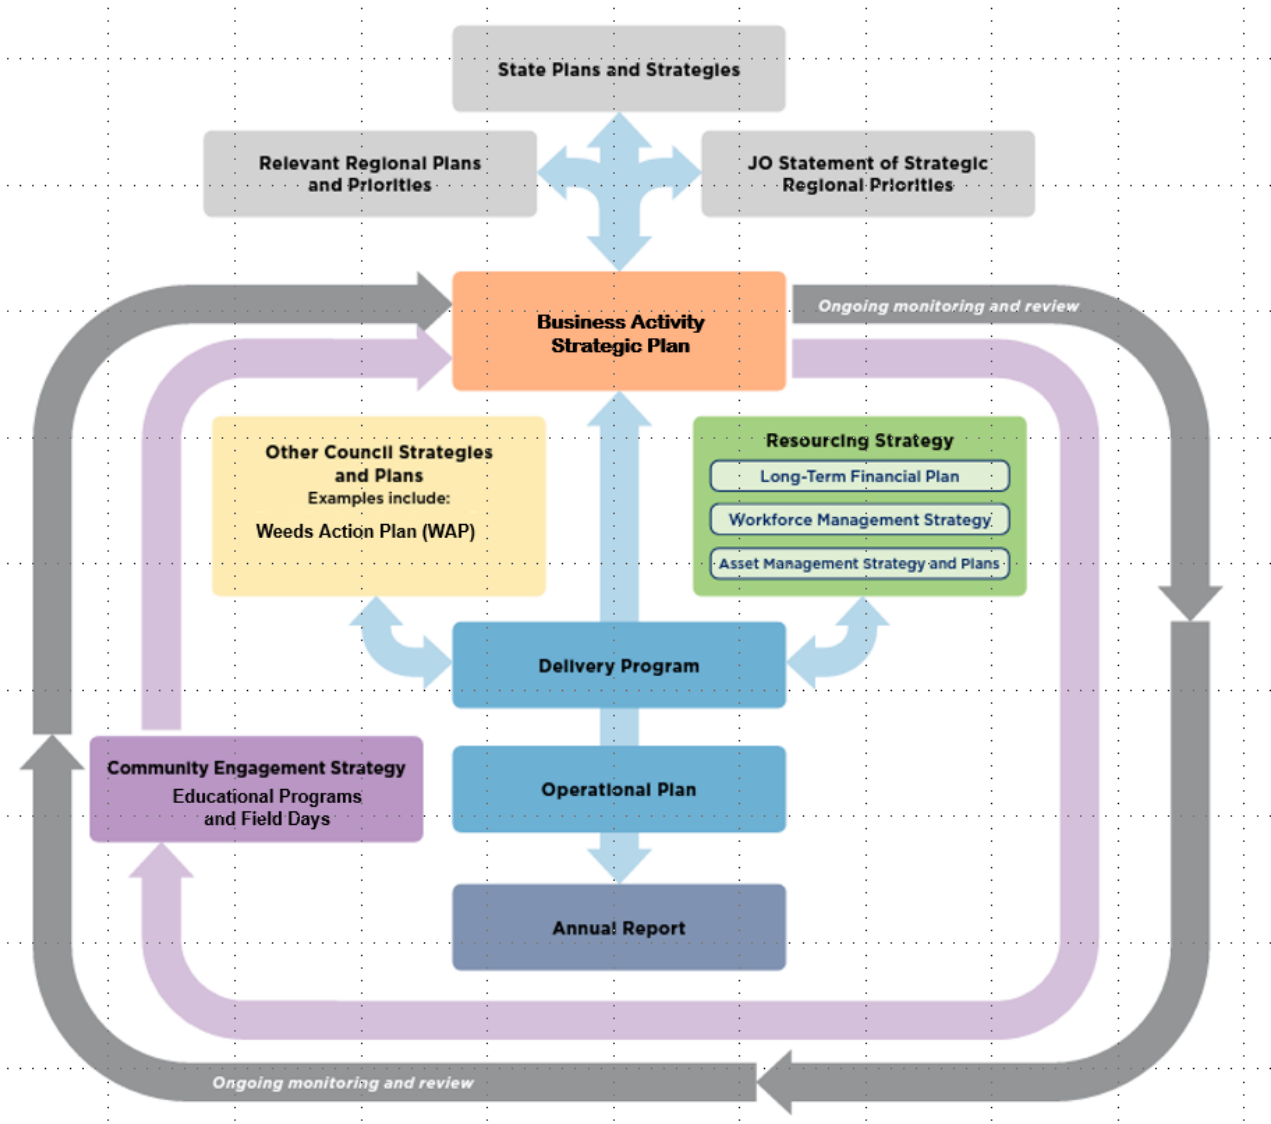 State Plans and Strategies
Relevant Regional Plans
and Priorities
JO Statement of Strategic
Regional Priorities
Business Activity
Strategic Plan
Ongoing monitoring and review
Other Council Strategies
and Plans
Examples include:
Weeds Action Plan (WAP)
Resourcing Strategy
Long-Term Financial Plan
Workforce Management Strategy
Asset Management Strategy and Plans
Delivery Program
Community Engagement Strategy
Educational Programs
and Field Days
Operational Plan
Annual Report
Ongoing monitoring and review